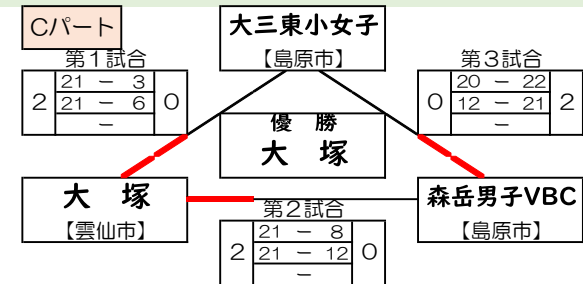 Cパート
大三東小女子
【島原市】
第1試合
2 21 － 3 0
21 － 6
－
第3試合
0 20 － 22 2
12 － 21
－
優　勝
大　塚
大　塚
【雲仙市】
森岳男子VBC
【島原市】
第2試合
2 21 － 8 0
21 － 12
－